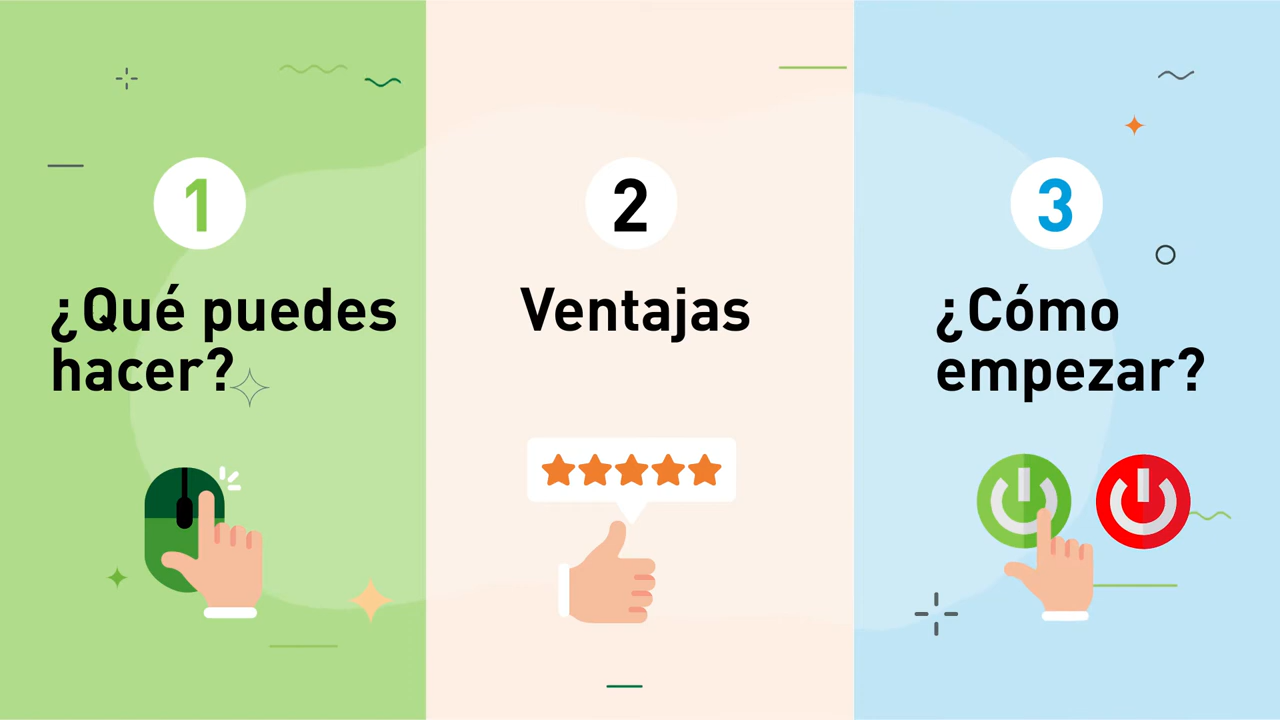 1
¿Qué puedes
hacer?
2
Ventajas
3
¿Cómo
empezar?